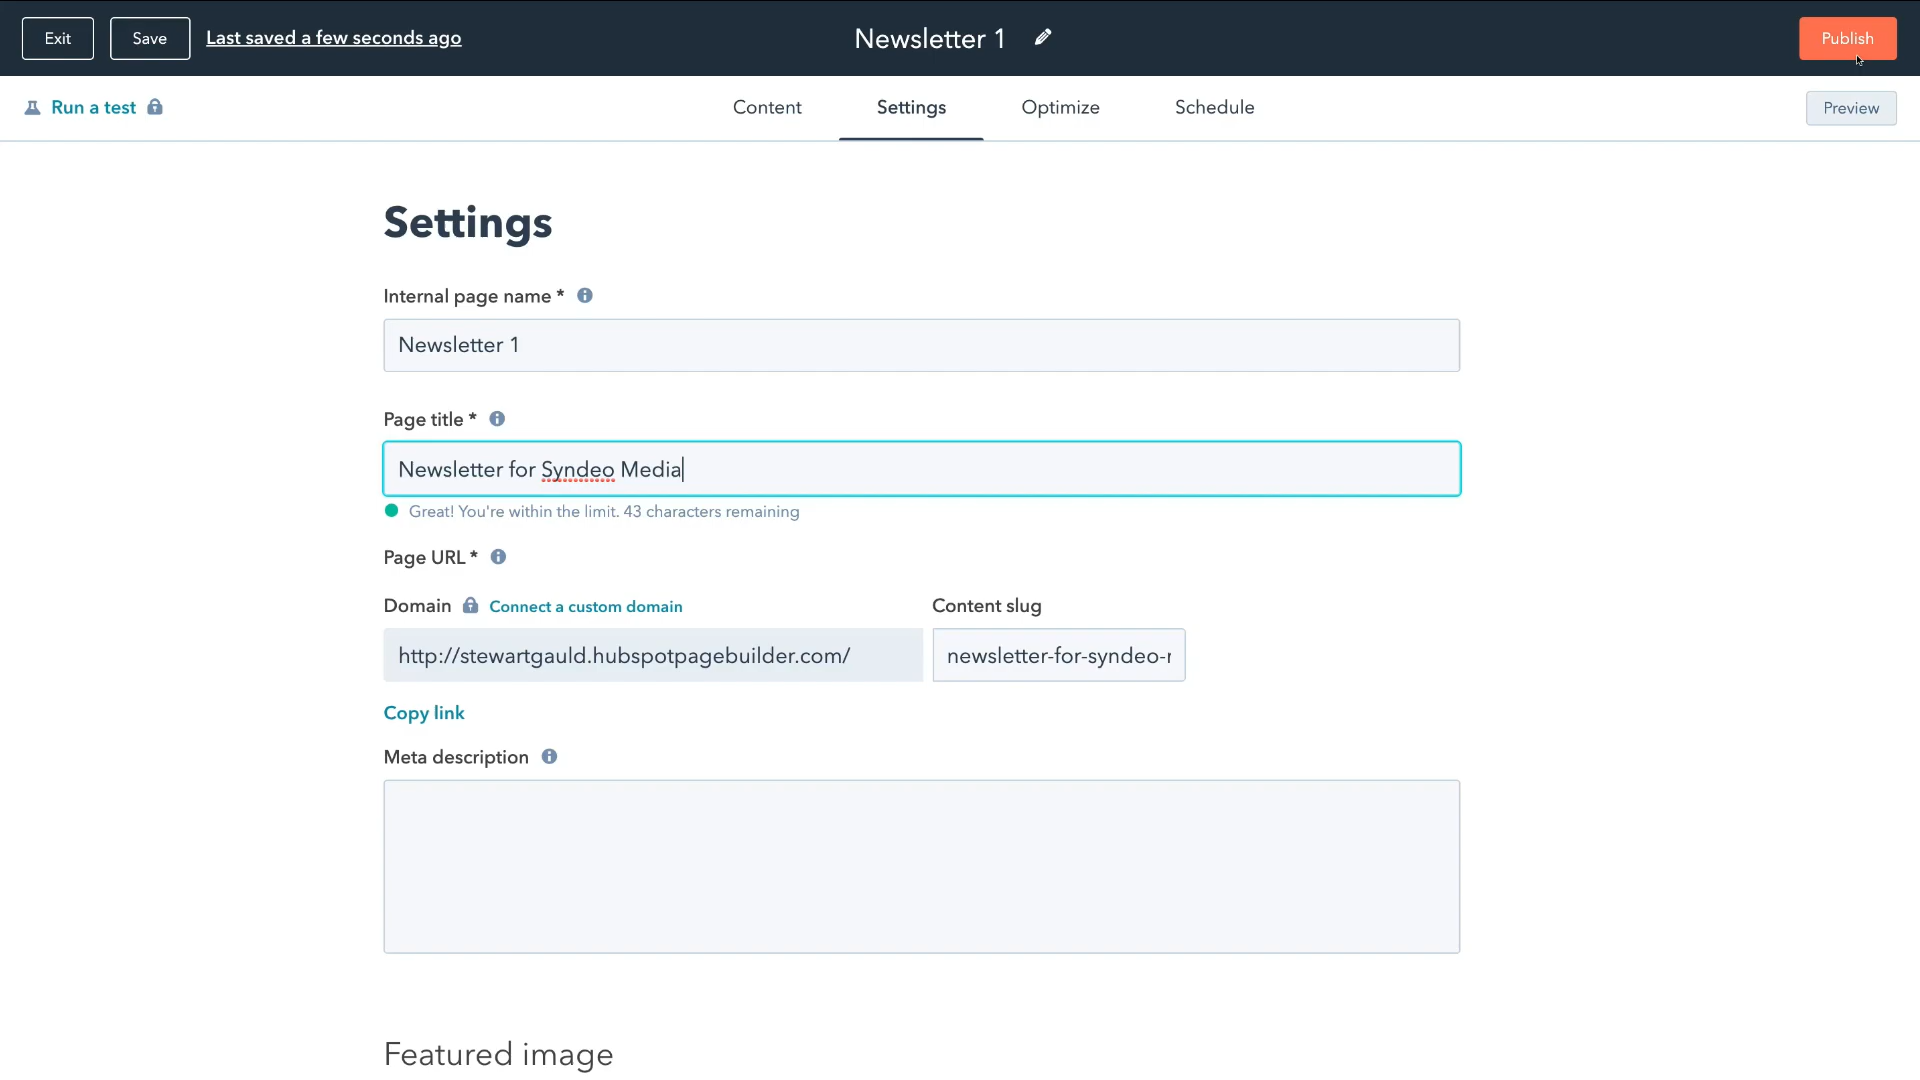 Exit
Save
Last saved a few seconds ago
Newsletter 1
Publish
Run a test
Content
Settings
Optimize
Schedule
Preview
Settings
Internal page name *
Newsletter 1
Page title *
Newsletter for Syndeo Media
Great! You're within the limit. 43 characters remaining
Page URL *
Domain
Connect a custom domain
Content slug
http://stewartgauld.hubspotpagebuilder.com/
newsletter-for-syndeo-
Copy link
Meta description
Featured image